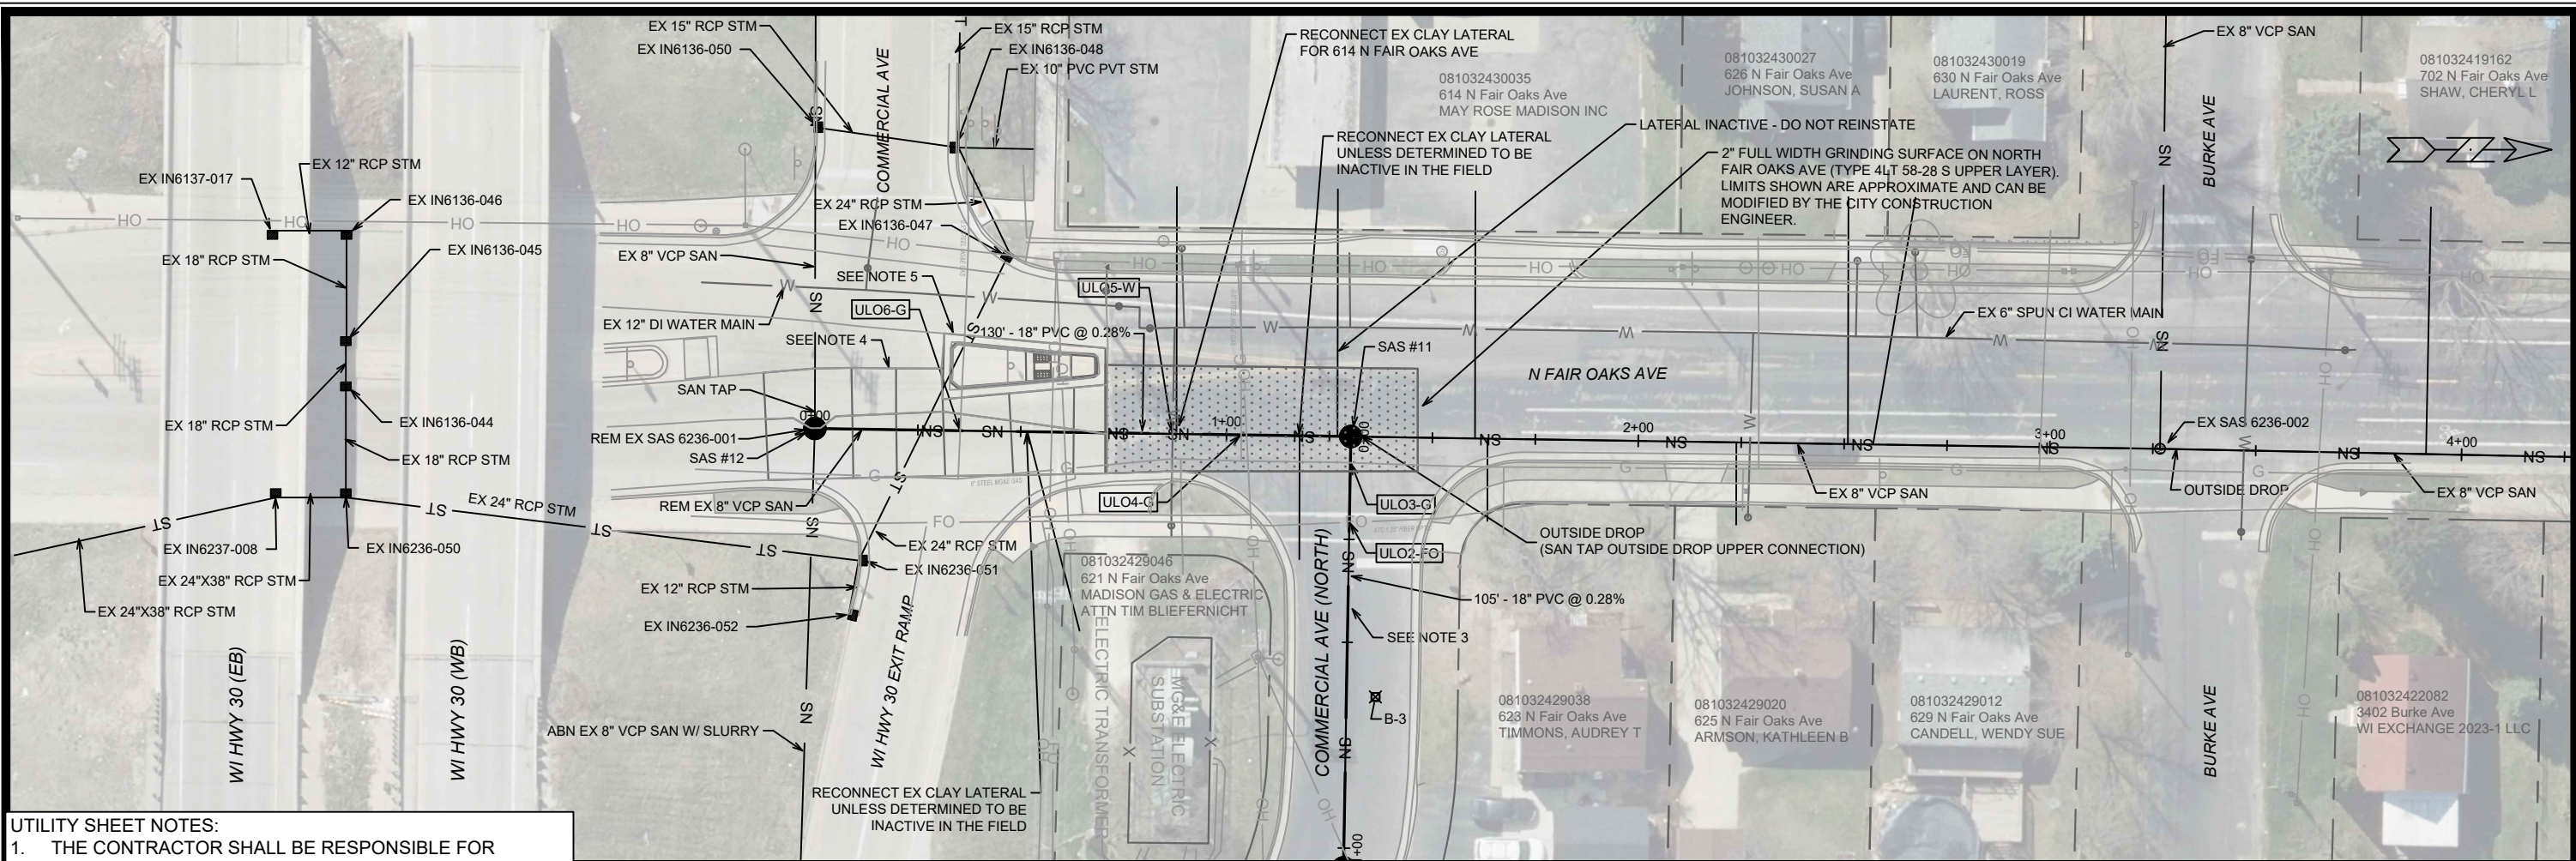 EX 15" RCP STM
EX IN6136-050
EX 15" RCP STM
EX IN6136-048
EX 10" PVC PVT STM
COMMERCIAL AVE
RECONNECT EX CLAY LATERAL
FOR 614 N FAIR OAKS AVE
081032430035
614 N Fair Oaks Ave
MAY ROSE MADISON INC
081032430027
626 N Fair Oaks Ave
JOHNSON, SUSAN A
081032430019
630 N Fair Oaks Ave
LAURENT, ROSS
EX 8" VCP SAN
BURKE AVE
081032419162
702 N Fair Oaks Ave
SHAW, CHERYL L
RECONNECT EX CLAY LATERAL
UNLESS DETERMINED TO BE
INACTIVE IN THE FIELD
LATERAL INACTIVE - DO NOT REINSTATE
2" FULL WIDTH GRINDING SURFACE ON NORTH
FAIR OAKS AVE (TYPE 4LT 58-28 S UPPER LAYER).
LIMITS SHOWN ARE APPROXIMATE AND CAN BE
MODIFIED BY THE CITY CONSTRUCTION
ENGINEER.
EX 12" RCP STM
EX IN6137-017
EX IN6136-046
EX IN6136-045
EX 18" RCP STM
EX 18" RCP STM
EX IN6136-044
EX 18" RCP STM
EX 24" RCP STM
EX IN6136-047
EX 8" VCP SAN
SEE NOTE 5
ULO6-G
ULO5-W
EX 12" DI WATER MAIN
130' - 18" PVC @ 0.28%
SEE NOTE 4
SAN TAP
0+00
REM EX SAS 6236-001
SAS #12
REM EX 8" VCP SAN
SAS #11
1+00
0+00
N FAIR OAKS AVE
EX 6" SPUN CI WATER MAIN
2+00
3+00
EX SAS 6236-002
4+00
OUTSIDE DROP
EX 8" VCP SAN
EX 8" VCP SAN
ULO4-G
ULO3-G
ULO2-FO
OUTSIDE DROP
(SAN TAP OUTSIDE DROP UPPER CONNECTION)
6" STEEL MG&E GAS
EX 24" RCP STM
EX IN6237-008
EX IN6236-050
EX 24"X38" RCP STM
EX 24"X38" RCP STM
EX 24" RCP STM
EX IN6236-051
EX 12" RCP STM
EX IN6236-052
081032429046
621 N Fair Oaks Ave
MADISON GAS & ELECTRIC
ATTN TIM BLIEFERNICHT
105' - 18" PVC @ 0.28%
SEE NOTE 3
B-3
COMMERCIAL AVE (NORTH)
1+00
WI HWY 30 (EB)
WI HWY 30 (WB)
WI HWY 30 EXIT RAMP
ABN EX 8" VCP SAN W/ SLURRY
RECONNECT EX CLAY LATERAL
UNLESS DETERMINED TO BE
INACTIVE IN THE FIELD
ELECTRIC TRANSFORMER
MG&E ELECTRIC
SUBSTATION
081032429038
623 N Fair Oaks Ave
TIMMONS, AUDREY T
081032429020
625 N Fair Oaks Ave
ARMSON, KATHLEEN B
081032429012
629 N Fair Oaks Ave
CANDELL, WENDY SUE
BURKE AVE
081032422082
3402 Burke Ave
WI EXCHANGE 2023-1 LLC
UTILITY SHEET NOTES:
1. THE CONTRACTOR SHALL BE RESPONSIBLE FOR